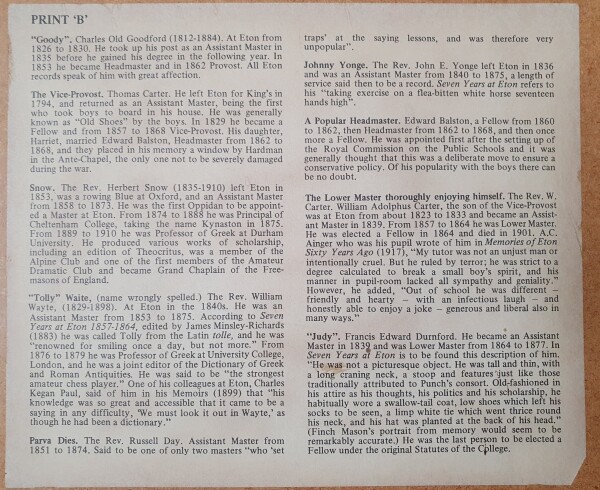 PRINT 'B'
"Goody", Charles Old Goodford (1812-1884). At Eton from
1826 to 1830. He took up his post as an Assistant Master in
1835 before he gained his degree in the following year. In
1853 he became Headmaster and in 1862 Provost. All Eton
records speak of him with great affection.
The Vice-Provost. Thomas Carter. He left Eton for King's in
1794, and returned as an Assistant Master, being the first
who took boys to board in his house. He was generally
known as "Old Shoes" by the boys. In 1829 he became a
Fellow and from 1857 to 1868 Vice-Provost. His daughter,
Harriet, married Edward Balston, Headmaster from 1862 to
1868, and they placed in his memory a window by Hardman
in the Ante-Chapel, the only one not to be severely damaged
during the war.
Snow. The Rev. Herbert Snow (1835-1910) left Eton in
1853, was a rowing Blue at Oxford, and an Assistant Master
from 1858 to 1873. He was the first Oppidan to be appoint-
ed a Master at Eton. From 1874 to 1888 he was Principal of
Cheltenham College, taking the name Kynaston in 1875.
From 1889 to 1910 he was Professor of Greek at Durham
University. He produced various works of scholarship,
including an edition of Theocritus, was a member of the
Alpine Club and one of the first members of the Amateur
Dramatic Club and became Grand Chaplain of the Free-
masons of England.
"Tolly" Waite, (name wrongly spelled.) The Rev. William
Wayte, (1829-1898). At Eton in the 1840s. He was an
Assistant Master from 1853 to 1875. According to Seven
Years at Eton 1857-1864, edited by James Minsley-Richards
(1883) he was called Tolly from the Latin tolle, and he was
"renowned for smiling once a day, but not more." From
1876 to 1879 he was Professor of Greek at University College,
London, and he was a joint editor of the Dictionary of Greek
and Roman Antiquities. He was said to be "the strongest
amateur chess player." One of his colleagues at Eton, Charles
Kegan Paul, said of him in his Memoirs (1899) that "his
knowledge was so great and accessible that it came to be a
saying in any difficulty, 'We must look it out in Wayte,' as
though he had been a dictionary."
Parva Dies. The Rev. Russell Day. Assistant Master from
1851 to 1874. Said to be one of only two masters "who 'set
traps' at the saying lessons, and was therefore very
unpopular".
Johnny Yonge. The Rev. John E. Yonge left Eton in 1836
and was an Assistant Master from 1840 to 1875, a length of
service said then to be a record. Seven Years at Eton refers to
his "taking exercise on a flea-bitten white horse seventeen
hands high".
A Popular Headmaster. Edward Balston, a Fellow from 1860
to 1862, then Headmaster from 1862 to 1868, and then once
more a Fellow. He was appointed first after the setting up of
the Royal Commission on the Public Schools and it was
generally thought that this was a deliberate move to ensure a
conservative policy. Of his popularity with the boys there can
be no doubt.
The Lower Master thoroughly enjoying himself. The Rev. W.
Carter. William Adolphus Carter, the son of the Vice-Provost
was at Eton from about 1823 to 1833 and became an Assist-
ant Master in 1839. From 1857 to 1864 he was Lower Master.
He was elected a Fellow in 1864 and died in 1901. A.C.
Ainger who was his pupil wrote of him in Memories of Eton
Sixty Years Ago (1917), "My tutor was not an unjust man or
intentionally cruel. But he ruled by terror; he was strict to a
degree calculated to break a small boy's spirit, and his
manner in pupil-room lacked all sympathy and geniality."
However, he added, "Out of school he was different –
friendly and hearty – with an infectious laugh – and
honestly able to enjoy a joke – generous and liberal also in
many ways."
"Judy". Francis Edward Durnford. He became an Assistant
Master in 1839 and was Lower Master from 1864 to 1877. In
Seven Years at Eton is to be found this description of him.
"He was not a picturesque object. He was tall and thin, with
a long craning neck, a stoop and features just like those
traditionally attributed to Punch's consort. Old-fashioned in
his attire as his thoughts, his politics and his scholarship, he
habitually wore a swallow-tail coat, low shoes which left his
socks to be seen, a limp white tie which went thrice round
his neck, and his hat was planted at the back of his head."
(Finch Mason's portrait from memory would seem to be
remarkably accurate.) He was the last person to be elected a
Fellow under the original Statutes of the College.